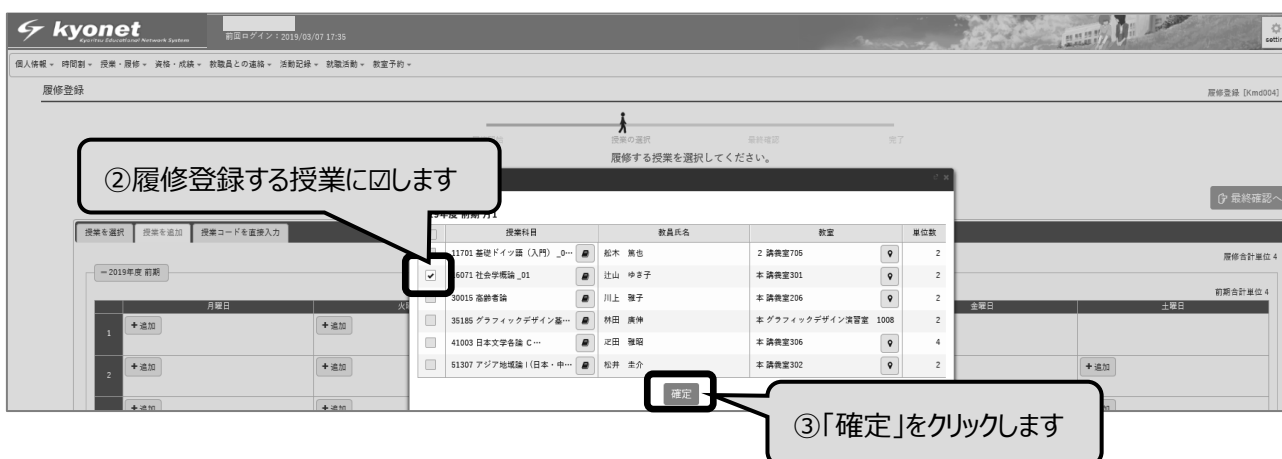 kyonet
Kyoritsu Educational Network System
前回ログイン：2019/03/07 17:35
個人情報 時間割 授業・履修 資格・成績 教職員との連絡 活動記録 就職活動 教室予約
履修登録
履修登録 [Kmd004]
授業の選択 最終確認 完了
履修する授業を選択してください。
②履修登録する授業に☑します
最終確認へ
授業を選択 授業を追加 授業コードを直接入力
履修合計単位 4
ー2019年度 前期
前期合計単位 4
月曜日 金曜日 土曜日
1 +追加 +追加
2 +追加 +追加 +追加
+追加 +追加
授業科目 教員氏名 教室 単位数
11701 基礎ドイツ語（入門）_0… 舩木 篤也 2 講義室705 2
6071 社会学概論_01 辻山 ゆき子 本 講義室301 2
30015 高齢者論 川上 雅子 本 講義室206 2
35185 グラフィックデザイン基… 林田 廣伸 本 グラフィックデザイン演習室 1008 2
41003 日本文学各論 C… 疋田 雅昭 本 講義室306 4
51307 アジア地域論Ⅰ(日本・中… 松井 圭介 本 講義室302 2
確定
③「確定」をクリックします